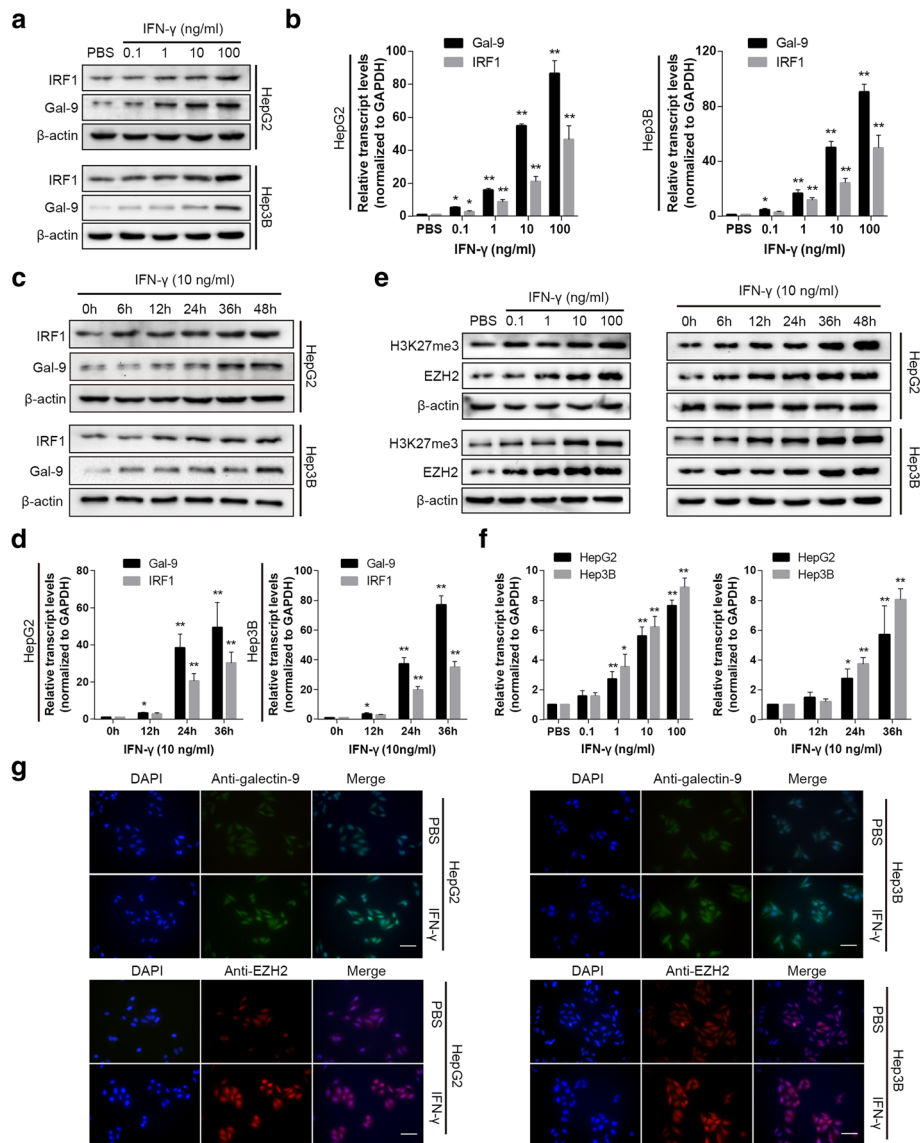 a
IFN-γ (ng/ml)
PBS 0.1 1 10 100
IRF1
Gal-9
β-actin
HepG2
IRF1
Gal-9
β-actin
Hep3B
b
HepG2
Relative transcript levels
(normalized to GAPDH)
Gal-9
IRF1
100
80
60
40
20
0
* * ** ** ** ** ** **
PBS 0.1 1 10 100
IFN-γ (ng/ml)
Hep3B
Relative transcript levels
(normalized to GAPDH)
Gal-9
IRF1
120
80
40
0
* ** ** ** ** ** **
PBS 0.1 1 10 100
IFN-γ (ng/ml)
c
IFN-γ (10 ng/ml)
0h 6h 12h 24h 36h 48h
IRF1
Gal-9
β-actin
HepG2
IRF1
Gal-9
β-actin
Hep3B
e
IFN-γ (ng/ml)
PBS 0.1 1 10 100
IFN-γ (10 ng/ml)
0h 6h 12h 24h 36h 48h
H3K27me3
EZH2
β-actin
HepG2
H3K27me3
EZH2
β-actin
Hep3B
d
HepG2
Relative transcript levels
(normalized to GAPDH)
Gal-9
IRF1
80
60
40
20
0
* ** ** ** **
0h 12h 24h 36h
IFN-γ (10 ng/ml)
Hep3B
Relative transcript levels
(normalized to GAPDH)
Gal-9
IRF1
100
80
60
40
20
0
* ** ** ** **
0h 12h 24h 36h
IFN-γ (10ng/ml)
f
Relative transcript levels
(normalized to GAPDH)
HepG2
Hep3B
10
8
6
4
2
0
** * ** ** ** **
PBS 0.1 1 10 100
IFN-γ (ng/ml)
Relative transcript levels
(normalized to GAPDH)
HepG2
Hep3B
10
8
6
4
2
0
* ** ** **
0h 12h 24h 36h
IFN-γ (10 ng/ml)
g
DAPI Anti-galectin-9 Merge
PBS
IFN-γ
HepG2
DAPI Anti-galectin-9 Merge
PBS
IFN-γ
Hep3B
DAPI Anti-EZH2 Merge
PBS
IFN-γ
HepG2
DAPI Anti-EZH2 Merge
PBS
IFN-γ
Hep3B